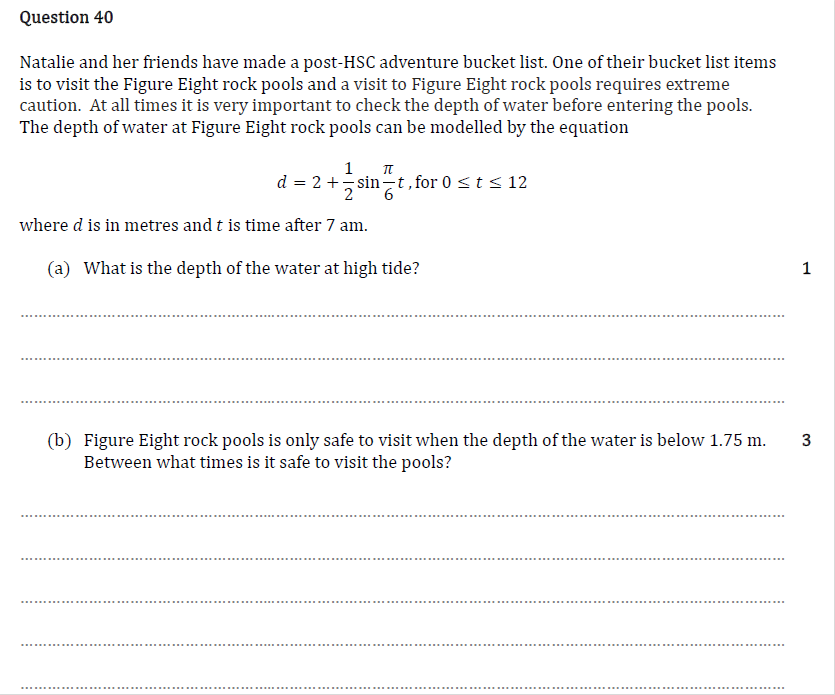 Question 40
Natalie and her friends have made a post-HSC adventure bucket list. One of their bucket list items
is to visit the Figure Eight rock pools and a visit to Figure Eight rock pools requires extreme
caution. At all times it is very important to check the depth of water before entering the pools.
The depth of water at Figure Eight rock pools can be modelled by the equation
d = 2 + 1/2 sin π/6 t , for 0 ≤ t ≤ 12
where d is in metres and t is time after 7 am.
(a) What is the depth of the water at high tide? 1
(b) Figure Eight rock pools is only safe to visit when the depth of the water is below 1.75 m. 3
Between what times is it safe to visit the pools?